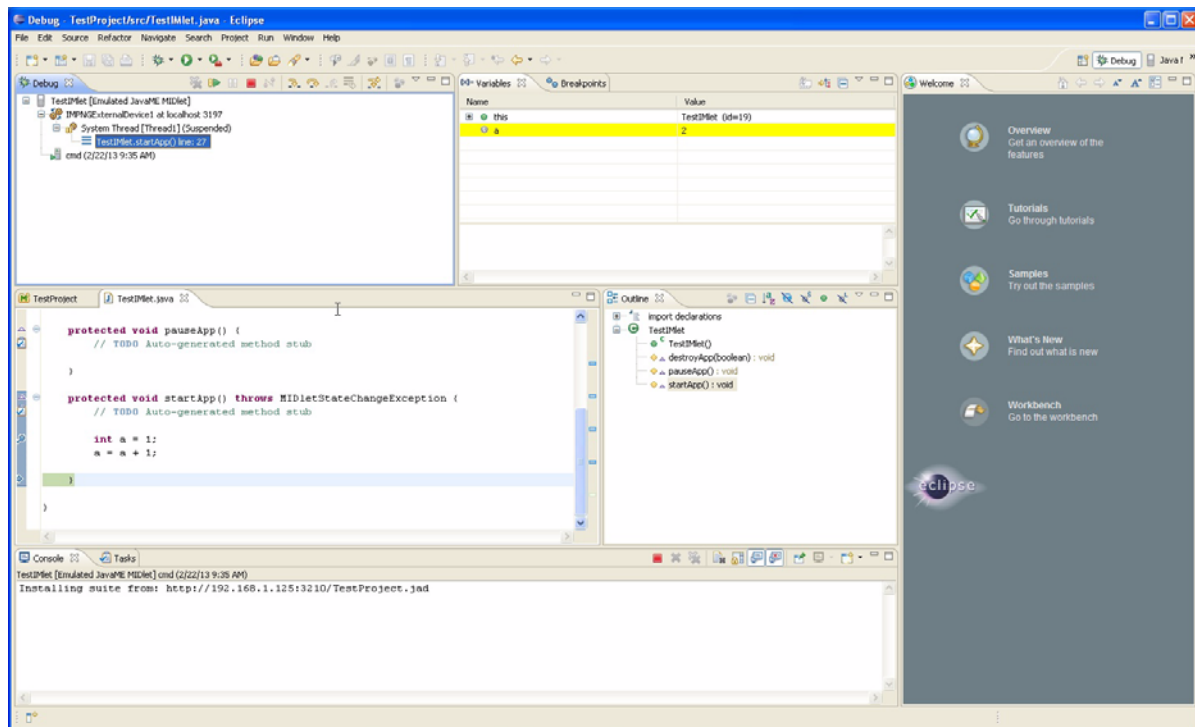 Debug - TestProject/src/TestIMlet.java - Eclipse
File Edit Source Refactor Navigate Search Project Run Window Help
Debug
Debug
TestIMlet [Emulated JavaME MIDlet]
IMPNGExternalDevice1 at localhost 3197
System Thread [Thread1] (Suspended)
TestIMlet.startApp() line: 27
cmd (2/22/13 9:35 AM)
Variables Breakpoints
Name Value
this TestIMlet (id=19)
a 2
Welcome
Overview
Get an overview of the
features
Tutorials
Go through tutorials
Samples
Try out the samples
What's New
Find out what is new
Workbench
Go to the workbench
eclipse
TestProject TestIMlet.java
protected void pauseApp() {
// TODO Auto-generated method stub
}
protected void startApp() throws MIDletStateChangeException {
// TODO Auto-generated method stub
int a = 1;
a = a + 1;
}
}
Outline
import declarations
TestIMlet
TestIMlet()
destroyApp(boolean) : void
pauseApp() : void
startApp() : void
Console Tasks
TestIMlet [Emulated JavaME MIDlet] cmd (2/22/13 9:35 AM)
Installing suite from: http://192.168.1.125:3210/TestProject.jad